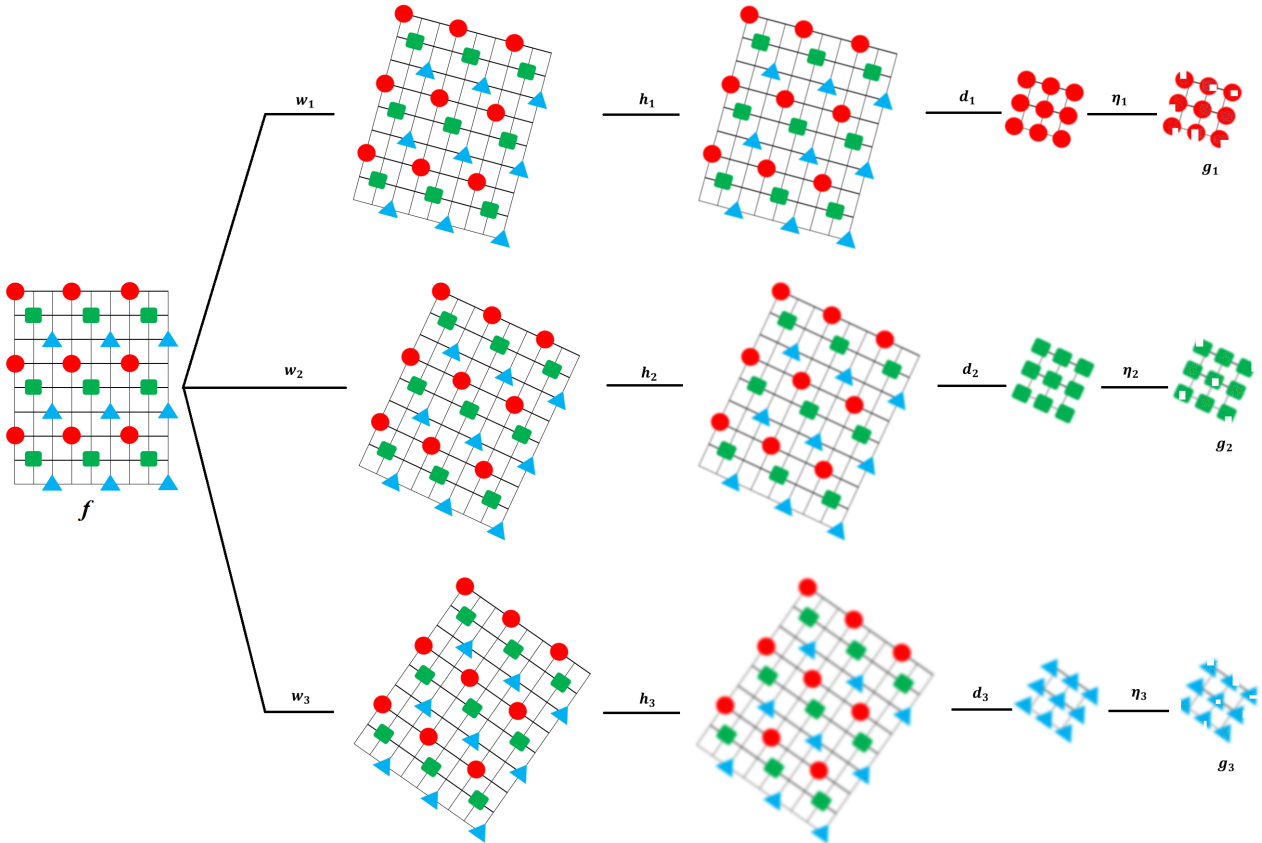 w₁ h₁ d₁ η₁
g₁
w₂ h₂ d₂ η₂
g₂
f
w₃ h₃ d₃ η₃
g₃